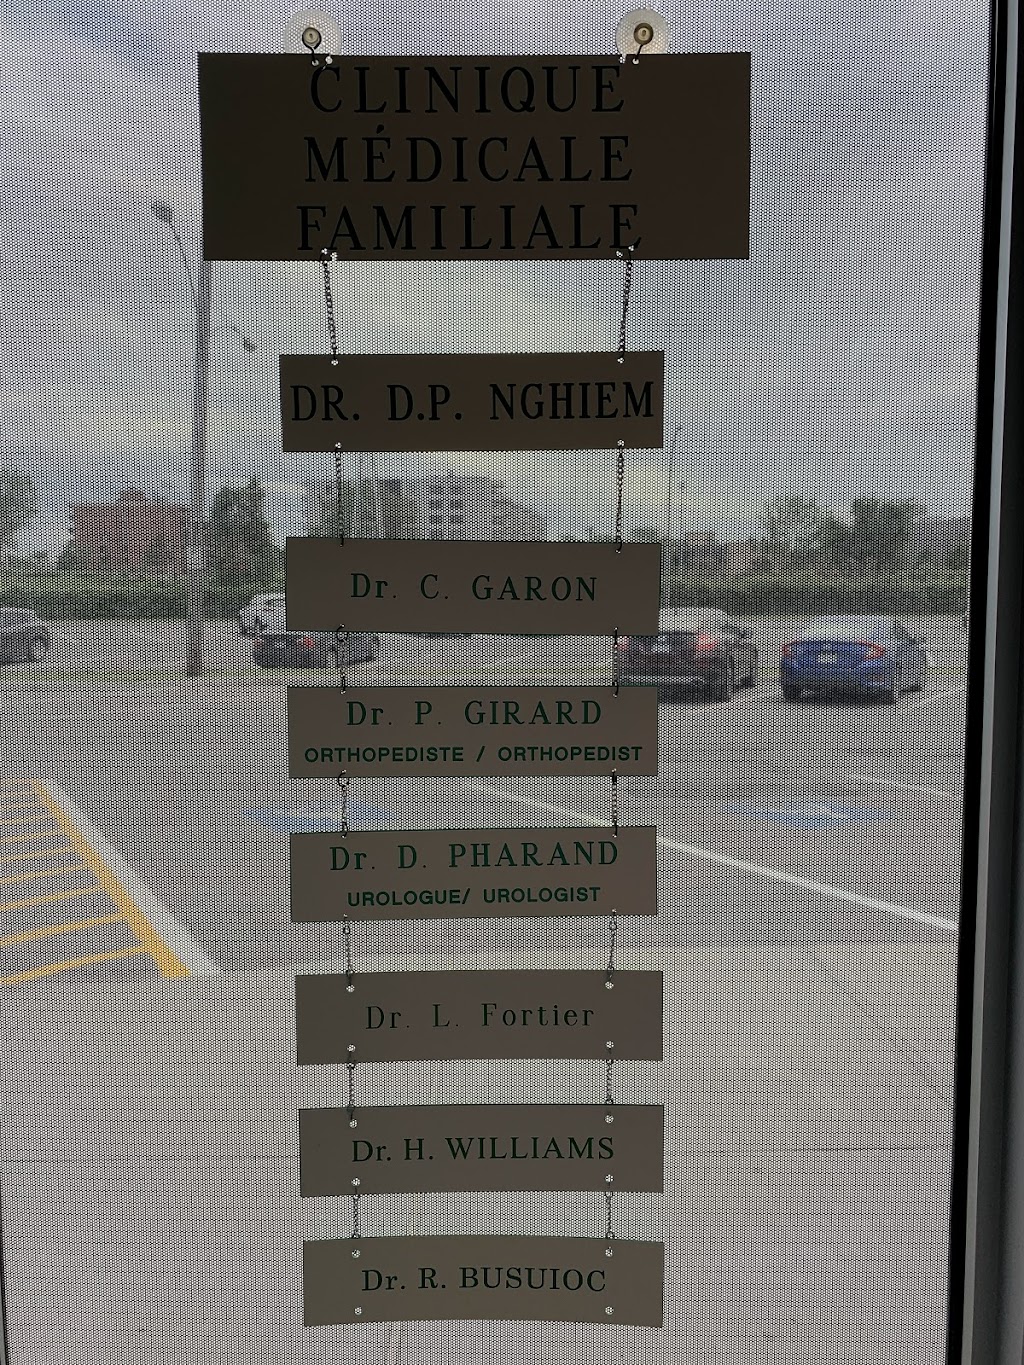 CLINIQUE
MÉDICALE
FAMILIALE
DR. D.P. NGHIEM
Dr. C. GARON
Dr. P. GIRARD
ORTHOPEDISTE / ORTHOPEDIST
Dr. D. PHARAND
UROLOGUE/ UROLOGIST
Dr. L. Fortier
Dr. H. WILLIAMS
Dr. R. BUSUIOC